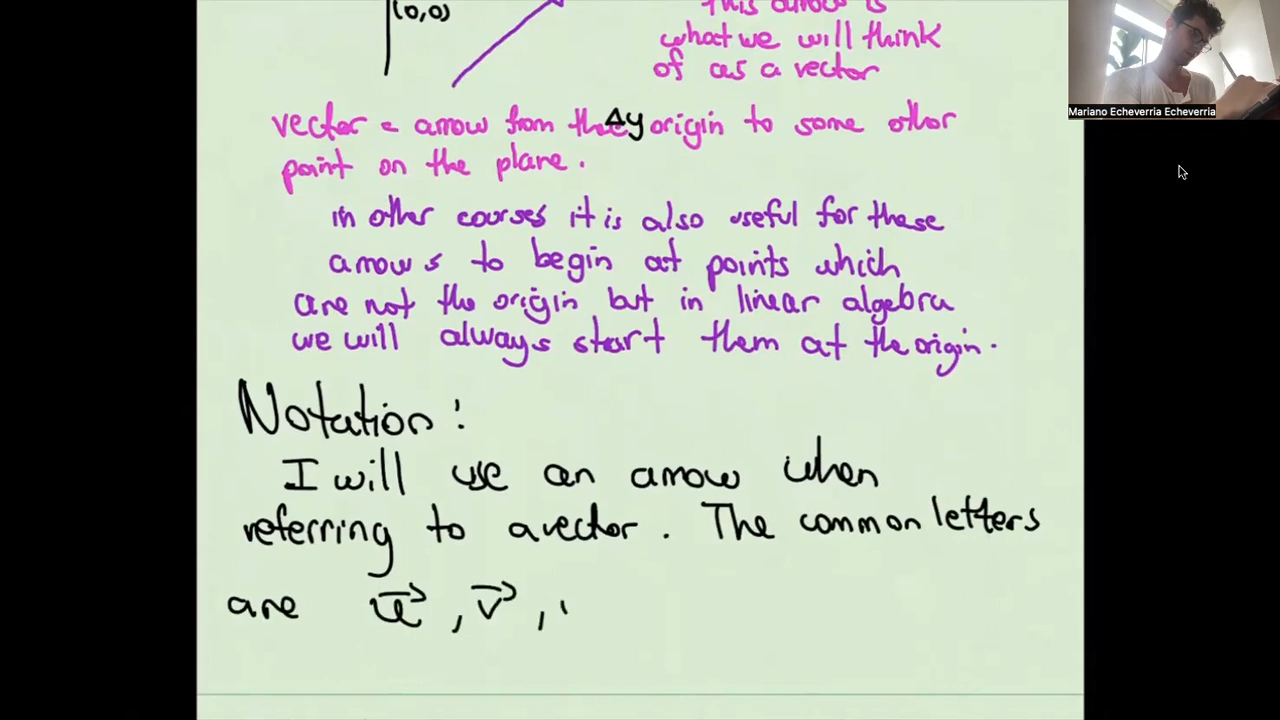 (0,0)
This arrow is
what we will think
of as a vector
vector = arrow from the Δy origin to some other
point on the plane.
in other courses it is also useful for these
arrows to begin at points which
are not the origin but in linear algebra
we will always start them at the origin.
Notation:
I will use an arrow when
referring to a vector. The common letters
are u⃗, v⃗,
Mariano Echeverria Echeverria